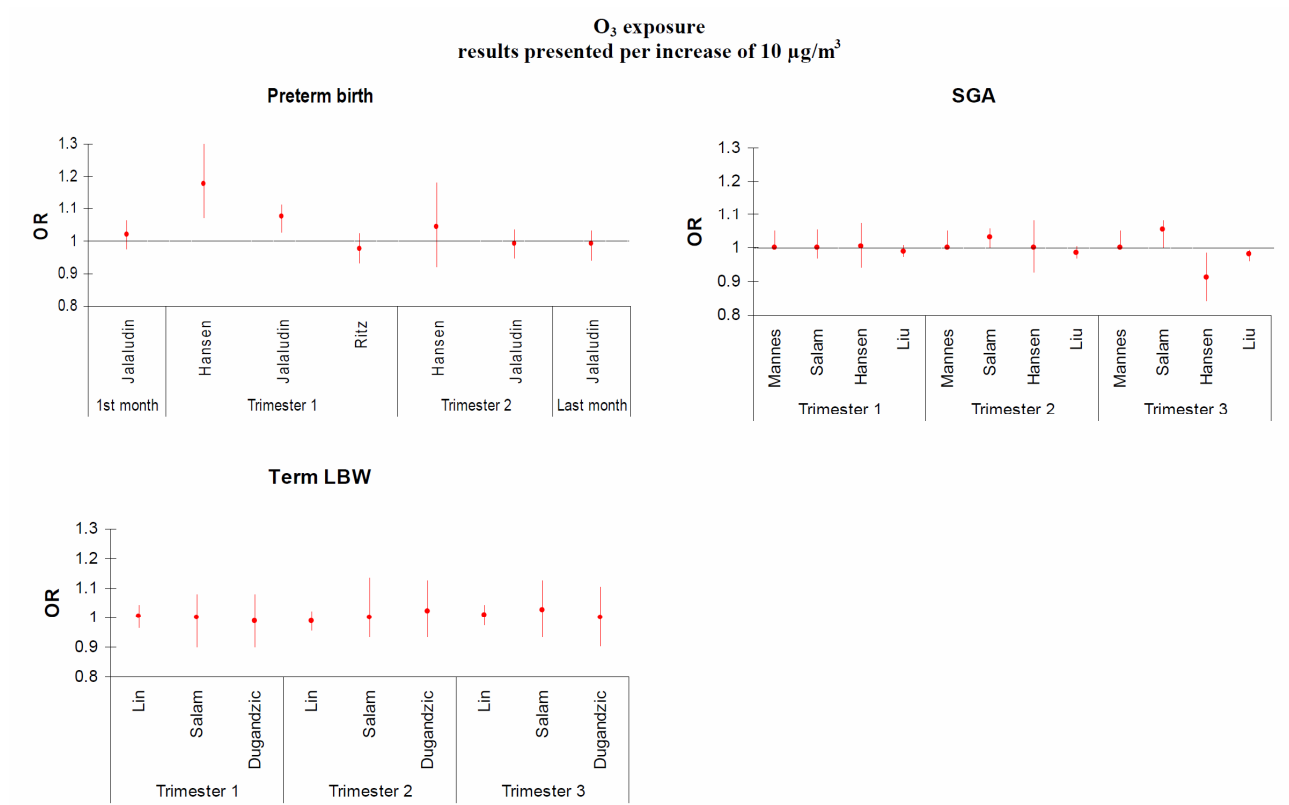 O₃ exposure
results presented per increase of 10 µg/m³
Preterm birth
OR
1.3
1.2
1.1
1
0.9
0.8
Jalaludin
Hansen
Jalaludin
Ritz
Hansen
Jalaludin
Jalaludin
1st month
Trimester 1
Trimester 2
Last month
SGA
OR
1.3
1.2
1.1
1
0.9
0.8
Mannes
Salam
Hansen
Liu
Mannes
Salam
Hansen
Liu
Mannes
Salam
Hansen
Liu
Trimester 1
Trimester 2
Trimester 3
Term LBW
OR
1.3
1.2
1.1
1
0.9
0.8
Lin
Salam
Dugandzic
Lin
Salam
Dugandzic
Lin
Salam
Dugandzic
Trimester 1
Trimester 2
Trimester 3